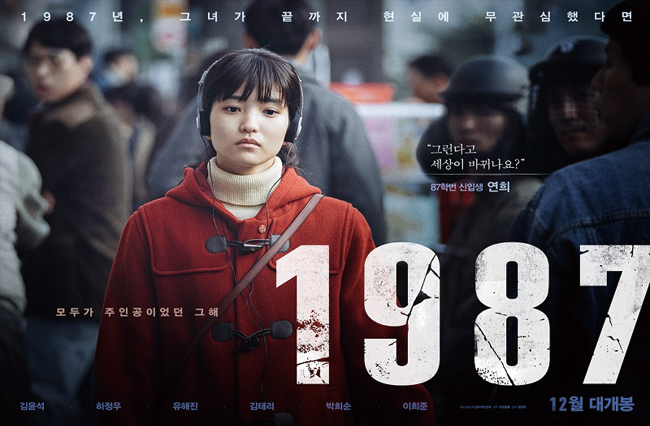 1987년, 그녀가 끝까지 현실에 무관심했다면
“그런다고
세상이 바뀌나요?”
87학번 신입생 연희
1987
모두가 주인공이었던 그해
김윤석 하정우 유해진 김태리 박희순 이희준
12월 대개봉